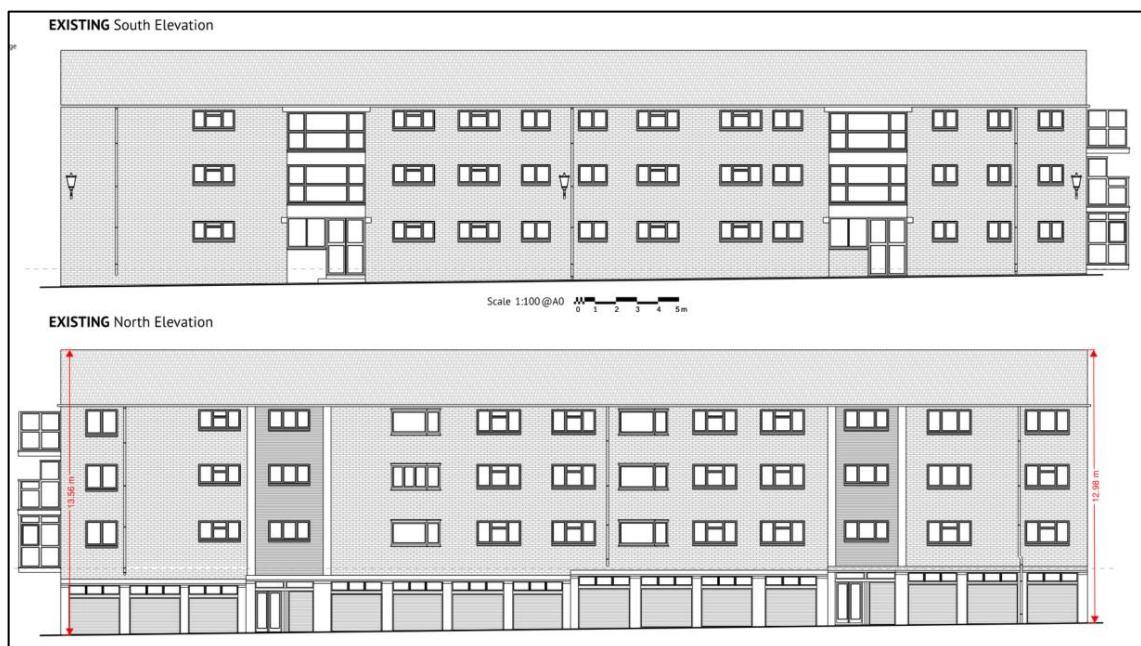 EXISTING South Elevation
ge
Scale 1:100 @A0
0 1 2 3 4 5m
EXISTING North Elevation
13.56 m
12.98 m